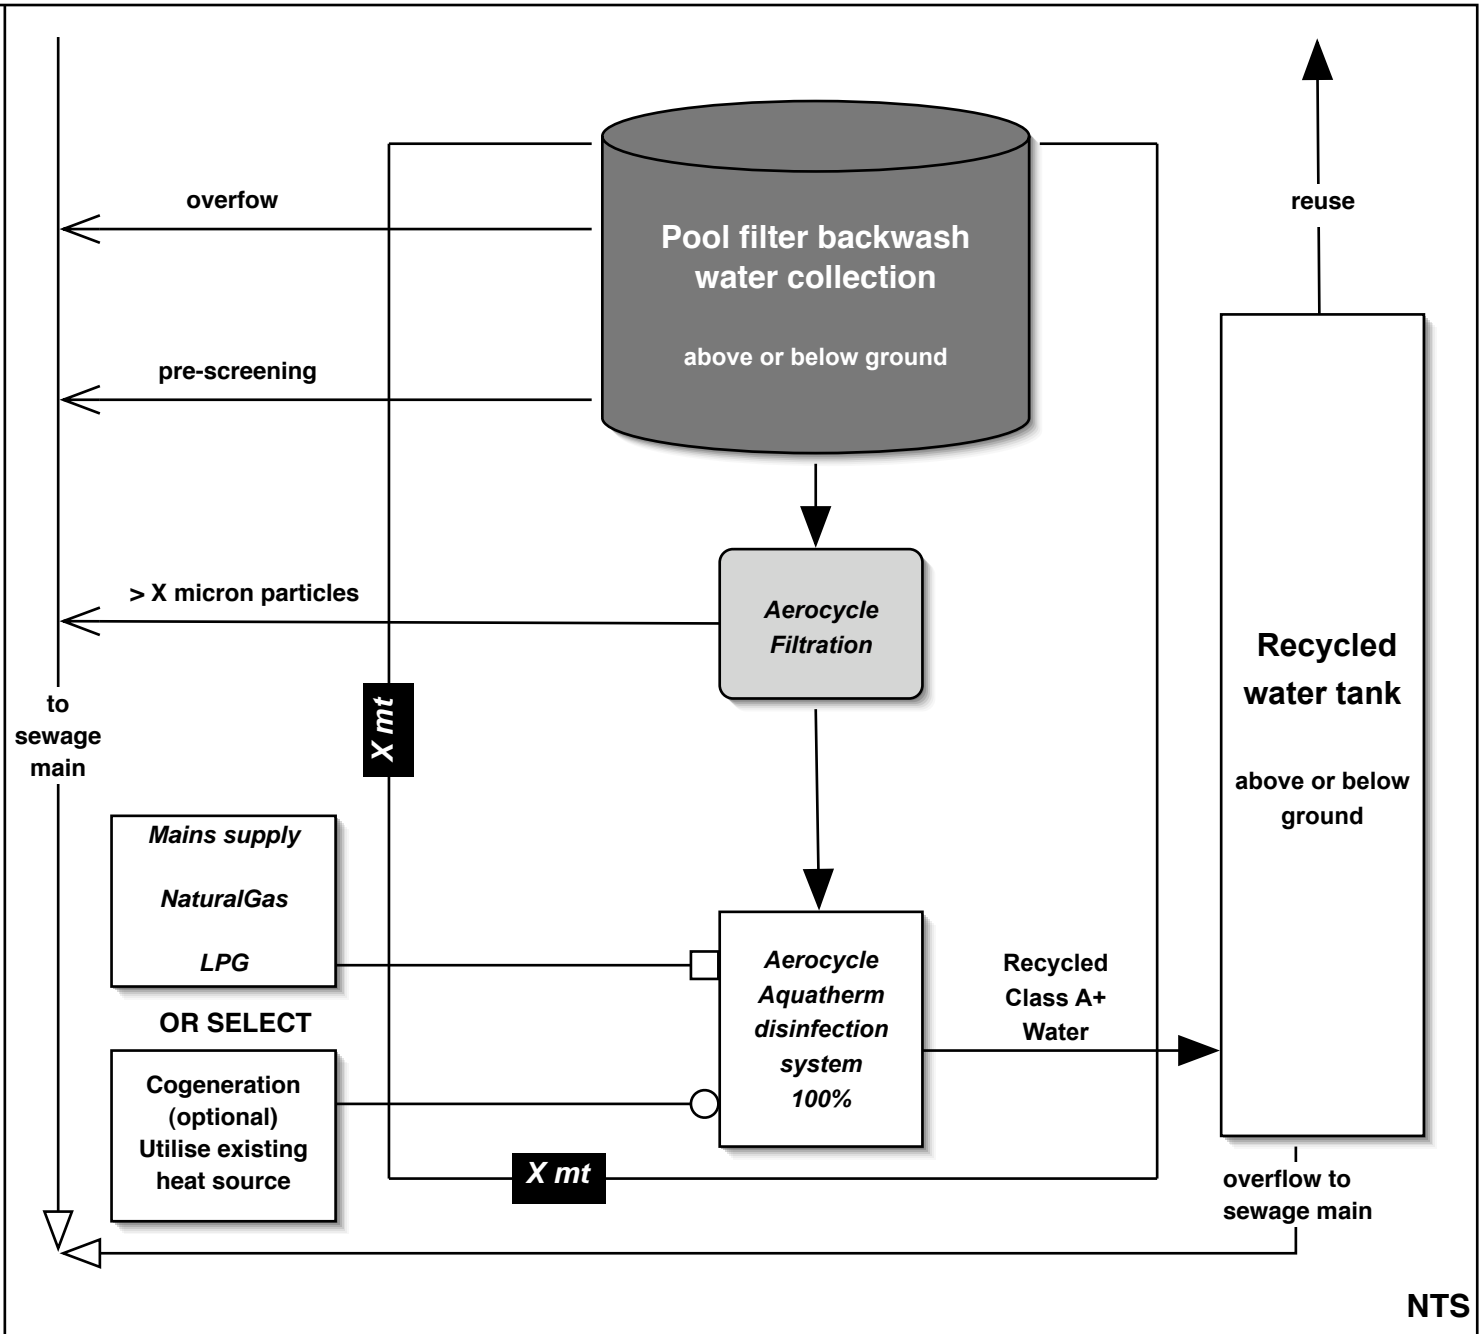 overfow
Pool filter backwash
water collection
above or below ground
reuse
pre-screening
> X micron particles
Aerocycle
Filtration
Recycled
water tank
above or below
ground
to
sewage
main
X mt
Mains supply
NaturalGas
LPG
OR SELECT
Cogeneration
(optional)
Utilise existing
heat source
Aerocycle
Aquatherm
disinfection
system
100%
Recycled
Class A+
Water
X mt
overflow to
sewage main
NTS